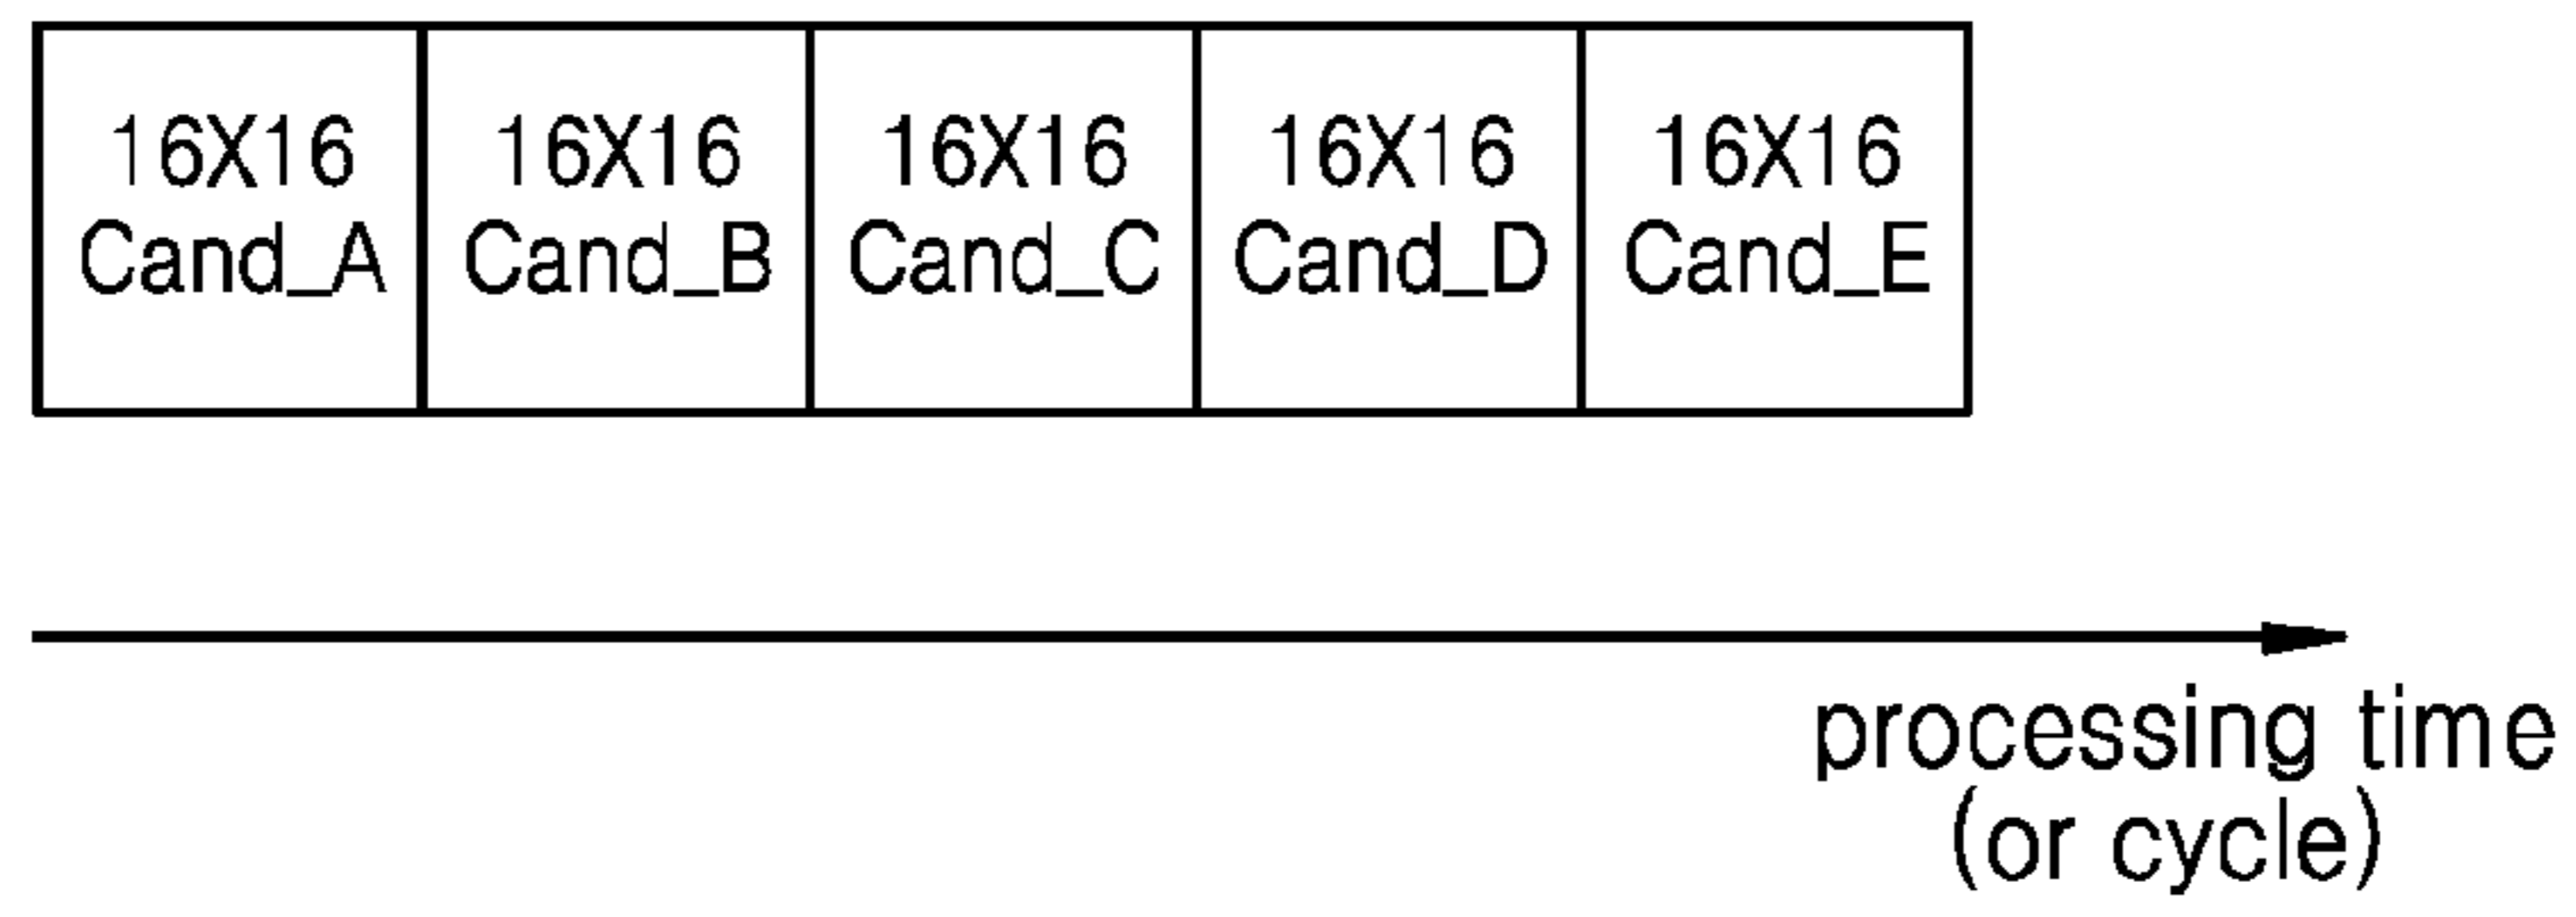 16X16 16X16 16X16 16X16 16X16
Cand_A Cand_B Cand_C Cand_D Cand_E
processing time
(or cycle)